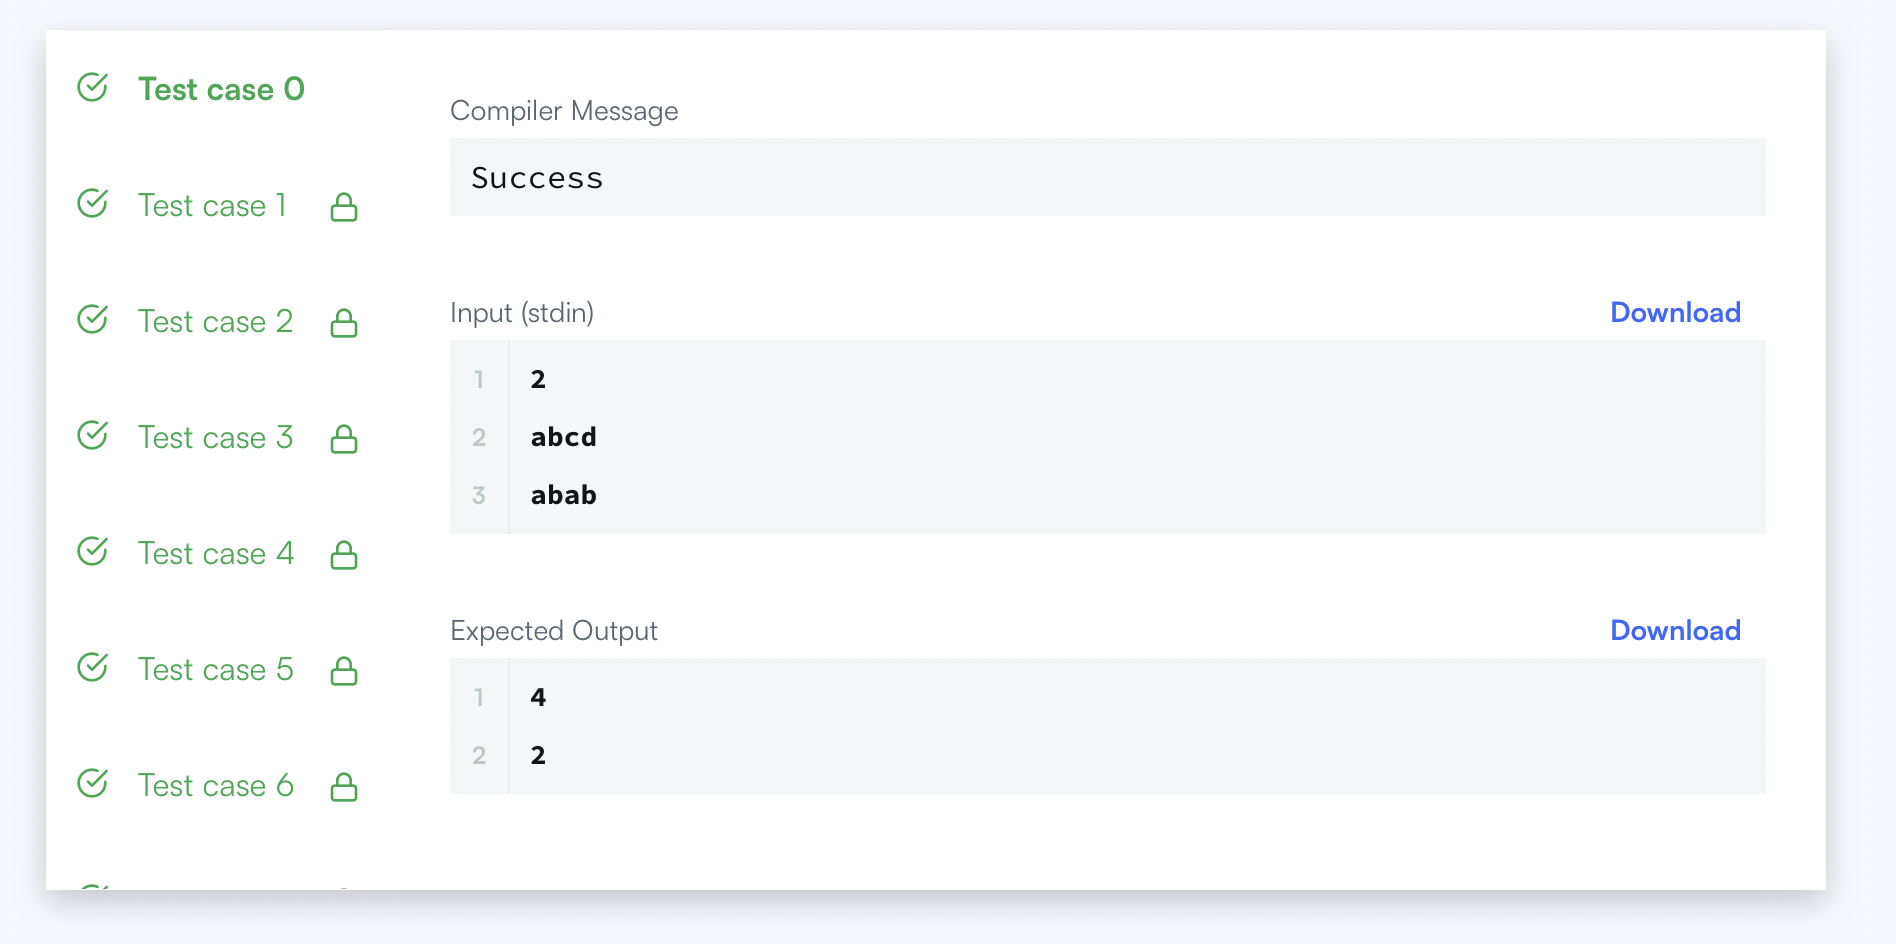 Test case 0
Test case 1
Test case 2
Test case 3
Test case 4
Test case 5
Test case 6
Compiler Message
Success
Input (stdin)
Download
1 2
2 abcd
3 abab
Expected Output
Download
1 4
2 2